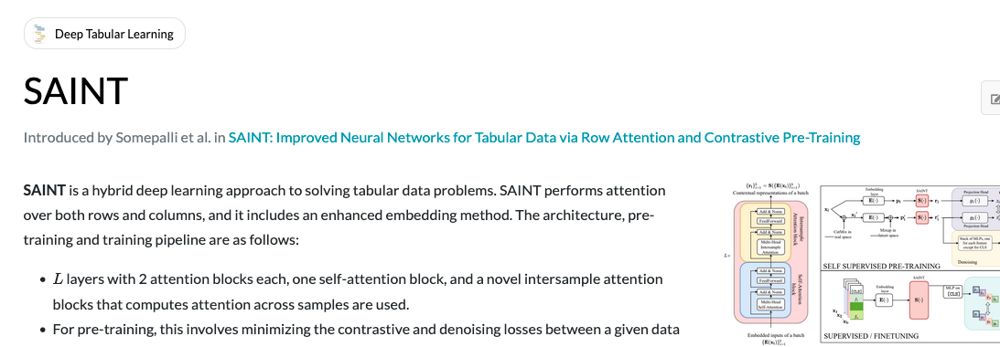 Deep Tabular Learning
SAINT
Introduced by Somepalli et al. in SAINT: Improved Neural Networks for Tabular Data via Row Attention and Contrastive Pre-Training
SAINT is a hybrid deep learning approach to solving tabular data problems. SAINT performs attention
over both rows and columns, and it includes an enhanced embedding method. The architecture, pre-
training and training pipeline are as follows:
• L layers with 2 attention blocks each, one self-attention block, and a novel intersample attention
blocks that computes attention across samples are used.
• For pre-training, this involves minimizing the contrastive and denoising losses between a given data
Contextual representations of a batch
Add & Norm
FeedForward
Add & Norm
Multi-Head
Intersample
Attention
Intersample
Attention block
Add & Norm
FeedForward
Add & Norm
Multi-Head
Self-Attention
Self-Attention
block
Embedded inputs of a batch
Embedding
layer
SAINT
Projection Head
E(·)
S(·)
E(·)
S(·)
Projection Head
CutMix in
Mixup in
Stack of MLPs, one
for each feature
except for CLS
Denoising
SELF SUPERVISED PRE-TRAINING
SAINT
Embedding
layer
[CLS]
E(·)
S(·)
MLP on
[CLS]
SUPERVISED / FINETUNING